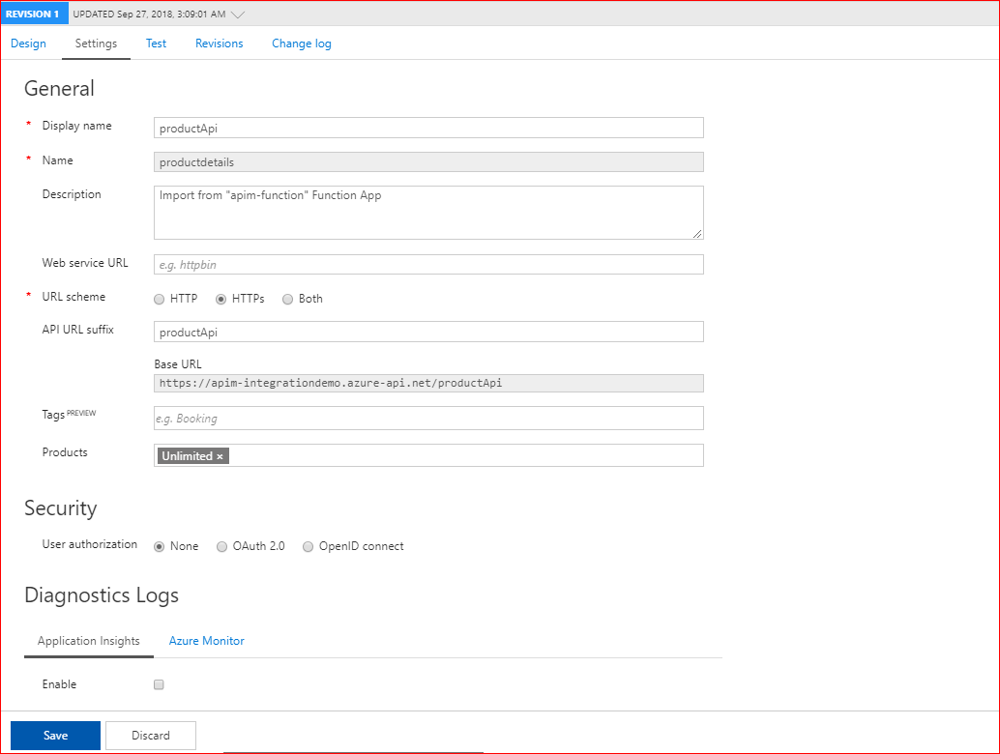 REVISION 1 UPDATED Sep 27, 2018, 3:09:01 AM
Design Settings Test Revisions Change log
General
* Display name productApi
* Name productdetails
Description Import from "apim-function" Function App
Web service URL e.g. httpbin
* URL scheme HTTP HTTPs Both
API URL suffix productApi
Base URL
https://apim-integrationdemo.azure-api.net/productApi
Tags PREVIEW e.g. Booking
Products Unlimited ×
Security
User authorization None OAuth 2.0 OpenID connect
Diagnostics Logs
Application Insights Azure Monitor
Enable
Save Discard